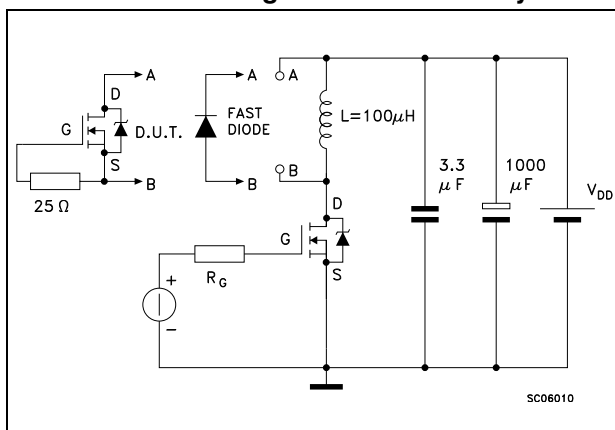 A
D
G
D.U.T.
S
B
25 Ω
A
FAST
DIODE
B
A
L=100μH
B
D
G
S
R_G
+
-
3.3
μF
1000
μF
V_DD
SC06010